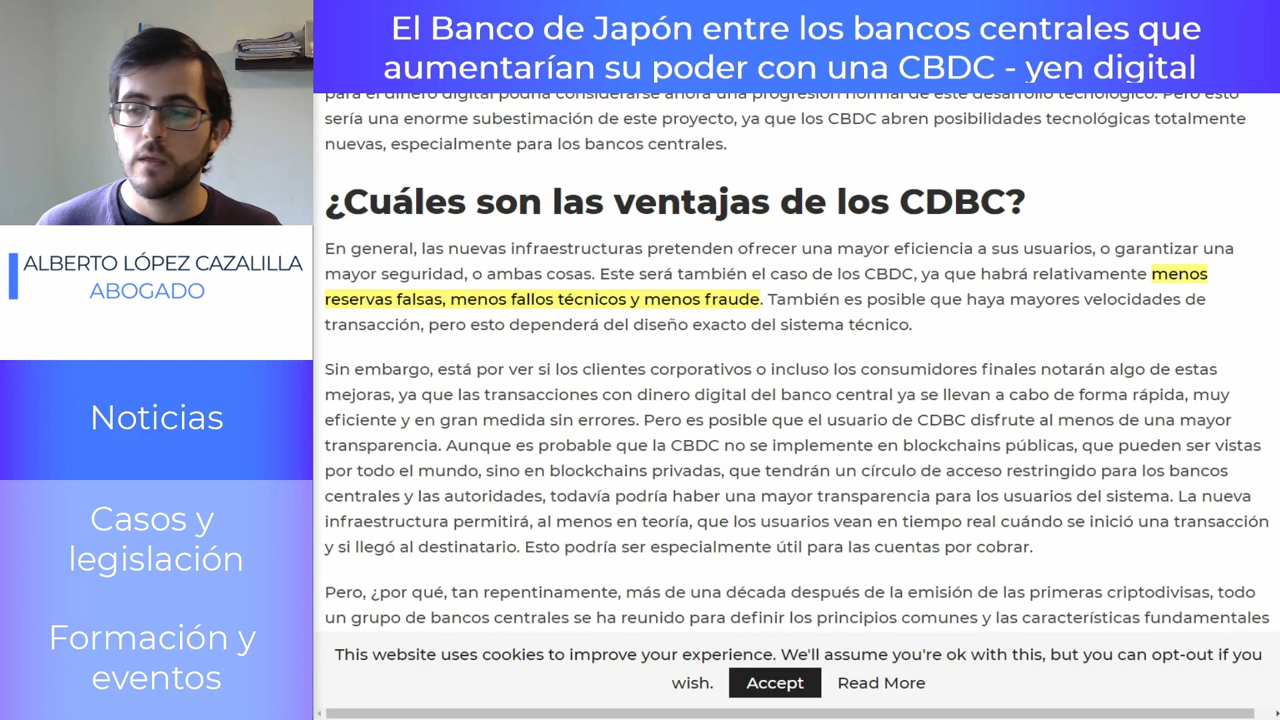 El Banco de Japón entre los bancos centrales que
aumentarían su poder con una CBDC - yen digital
ALBERTO LÓPEZ CAZALILLA
ABOGADO
Noticias
Casos y
legislación
Formación y
eventos
para el dinero digital podría considerarse ahora una progresión normal de este desarrollo tecnológico. Pero esto
sería una enorme subestimación de este proyecto, ya que los CBDC abren posibilidades tecnológicas totalmente
nuevas, especialmente para los bancos centrales.
¿Cuáles son las ventajas de los CDBC?
En general, las nuevas infraestructuras pretenden ofrecer una mayor eficiencia a sus usuarios, o garantizar una
mayor seguridad, o ambas cosas. Este será también el caso de los CBDC, ya que habrá relativamente menos
reservas falsas, menos fallos técnicos y menos fraude. También es posible que haya mayores velocidades de
transacción, pero esto dependerá del diseño exacto del sistema técnico.
Sin embargo, está por ver si los clientes corporativos o incluso los consumidores finales notarán algo de estas
mejoras, ya que las transacciones con dinero digital del banco central ya se llevan a cabo de forma rápida, muy
eficiente y en gran medida sin errores. Pero es posible que el usuario de CDBC disfrute al menos de una mayor
transparencia. Aunque es probable que la CBDC no se implemente en blockchains públicas, que pueden ser vistas
por todo el mundo, sino en blockchains privadas, que tendrán un círculo de acceso restringido para los bancos
centrales y las autoridades, todavía podría haber una mayor transparencia para los usuarios del sistema. La nueva
infraestructura permitirá, al menos en teoría, que los usuarios vean en tiempo real cuándo se inició una transacción
y si llegó al destinatario. Esto podría ser especialmente útil para las cuentas por cobrar.
Pero, ¿por qué, tan repentinamente, más de una década después de la emisión de las primeras criptodivisas, todo
un grupo de bancos centrales se ha reunido para definir los principios comunes y las características fundamentales
This website uses cookies to improve your experience. We'll assume you're ok with this, but you can opt-out if you
wish. Accept Read More